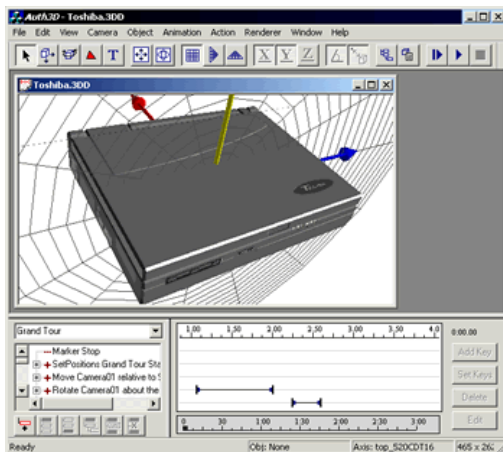 Aoth3D - Toshiba.3DD
File Edit View Camera Object Animation Action Renderer Window Help
T X Y Z
Toshiba.3DD
Grand Tour
Marker Stop
SetPositions Grand Tour Sta
Move Camera01 relative to S
Rotate Camera01 about the
1,00 1,50 2,00 2,50 3,00 3,50 4,0
0 30 1:00 1:30 2:00 2:30 3:00
0:00.00
Add Key
Set Keys
Delete
Edit
Ready Obj: None Axis: top_520CDT16 465 x 262